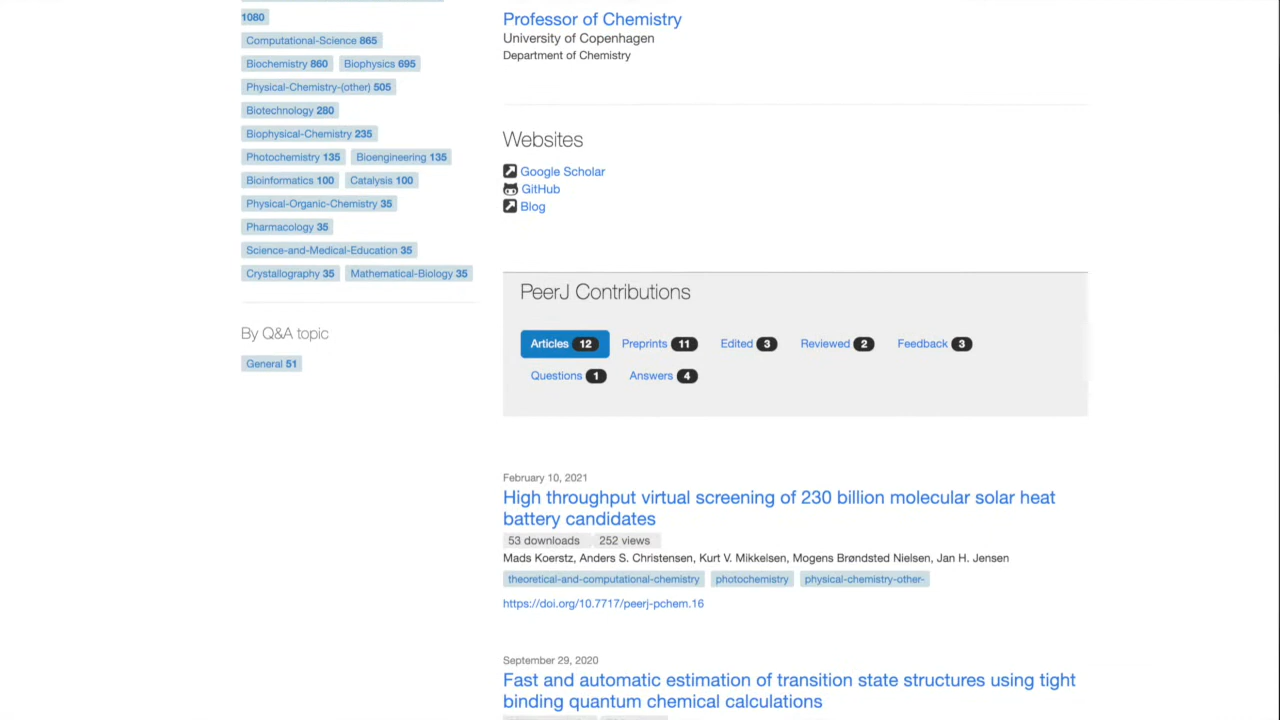 1080
Computational-Science 865
Biochemistry 860 Biophysics 695
Physical-Chemistry-(other) 505
Biotechnology 280
Biophysical-Chemistry 235
Photochemistry 135 Bioengineering 135
Bioinformatics 100 Catalysis 100
Physical-Organic-Chemistry 35
Pharmacology 35
Science-and-Medical-Education 35
Crystallography 35 Mathematical-Biology 35
By Q&A topic
General 51
Professor of Chemistry
University of Copenhagen
Department of Chemistry
Websites
Google Scholar
GitHub
Blog
PeerJ Contributions
Articles 12 Preprints 11 Edited 3 Reviewed 2 Feedback 3
Questions 1 Answers 4
February 10, 2021
High throughput virtual screening of 230 billion molecular solar heat
battery candidates
53 downloads 252 views
Mads Koerstz, Anders S. Christensen, Kurt V. Mikkelsen, Mogens Brøndsted Nielsen, Jan H. Jensen
theoretical-and-computational-chemistry photochemistry physical-chemistry-other-
https://doi.org/10.7717/peerj-pchem.16
September 29, 2020
Fast and automatic estimation of transition state structures using tight
binding quantum chemical calculations